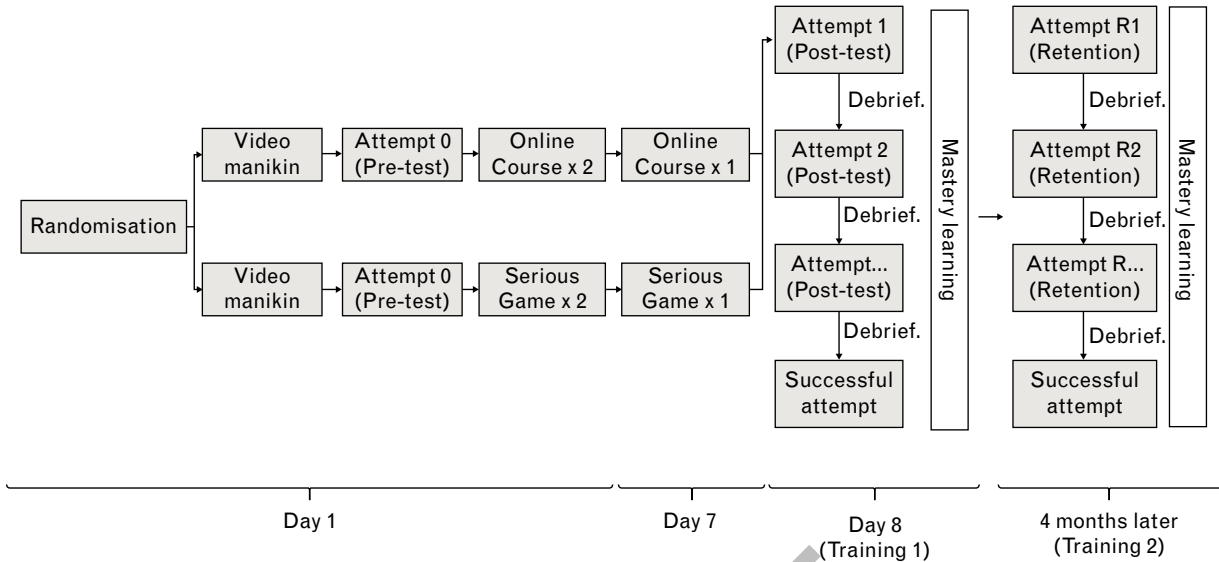 Randomisation
Video
manikin
Attempt 0
(Pre-test)
Online
Course x 2
Online
Course x 1
Video
manikin
Attempt 0
(Pre-test)
Serious
Game x 2
Serious
Game x 1
Attempt 1
(Post-test)
Debrief.
Attempt 2
(Post-test)
Debrief.
Attempt...
(Post-test)
Debrief.
Successful
attempt
Mastery learning
Attempt R1
(Retention)
Debrief.
Attempt R2
(Retention)
Debrief.
Attempt R...
(Retention)
Debrief.
Successful
attempt
Mastery learning
Day 1
Day 7
Day 8
(Training 1)
4 months later
(Training 2)